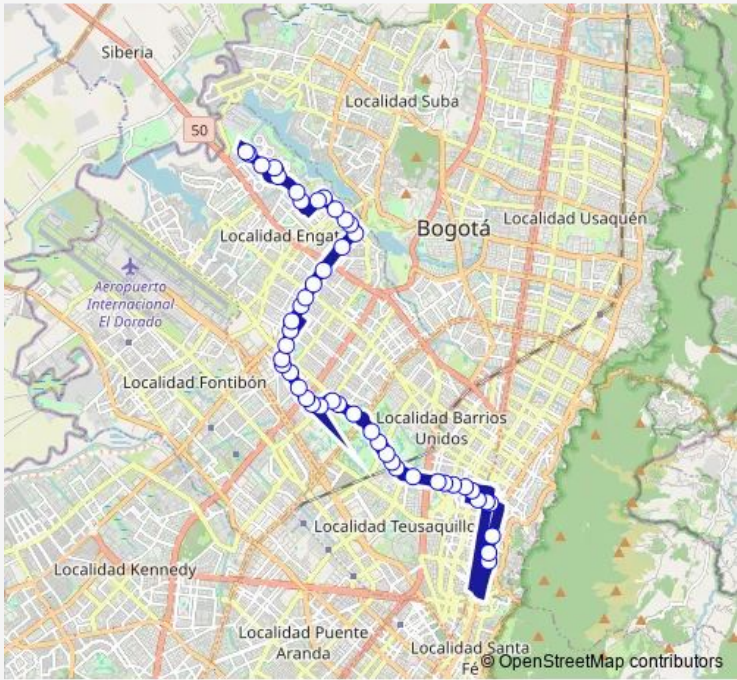 Siberia
50
Localidad Suba
Bogotá
Localidad Usaquén
Localidad Engat
Aeropuerto
Internacional
El Dorado
Localidad Fontibón
Localidad Barrios
Unidos
Localidad Teusaquillo
Localidad Kennedy
Localidad Puente
Aranda
Localidad Santa
Fé
© OpenStreetMap contributors